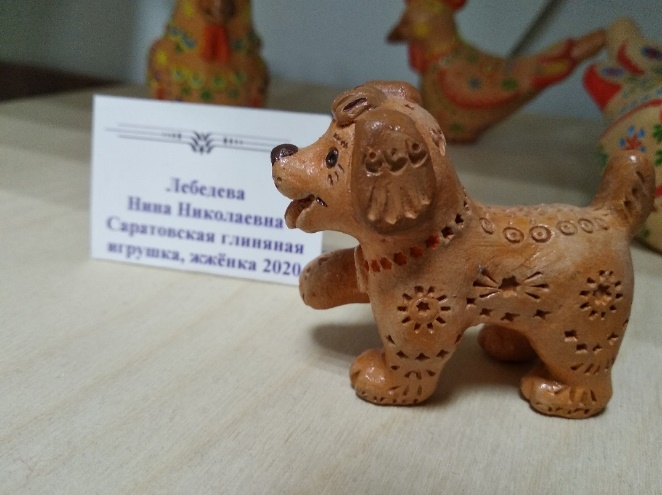 Лебедева
Нина Николаевна
Саратовская глиняная
игрушка, жжёнка 2020